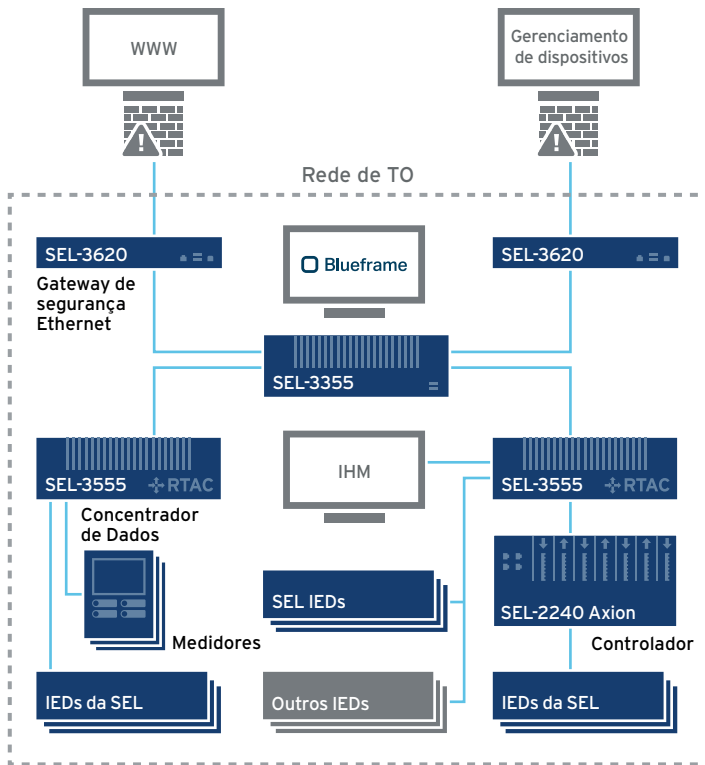 WWW
Gerenciamento
de dispositivos
!
!
Rede de TO
SEL-3620
SEL-3620
Gateway de
segurança
Ethernet
Blueframe
SEL-3355
SEL-3555
RTAC
IHM
SEL-3555
RTAC
Concentrador
de Dados
SEL IEDs
SEL-2240 Axion
Medidores
Controlador
IEDs da SEL
Outros IEDs
IEDs da SEL